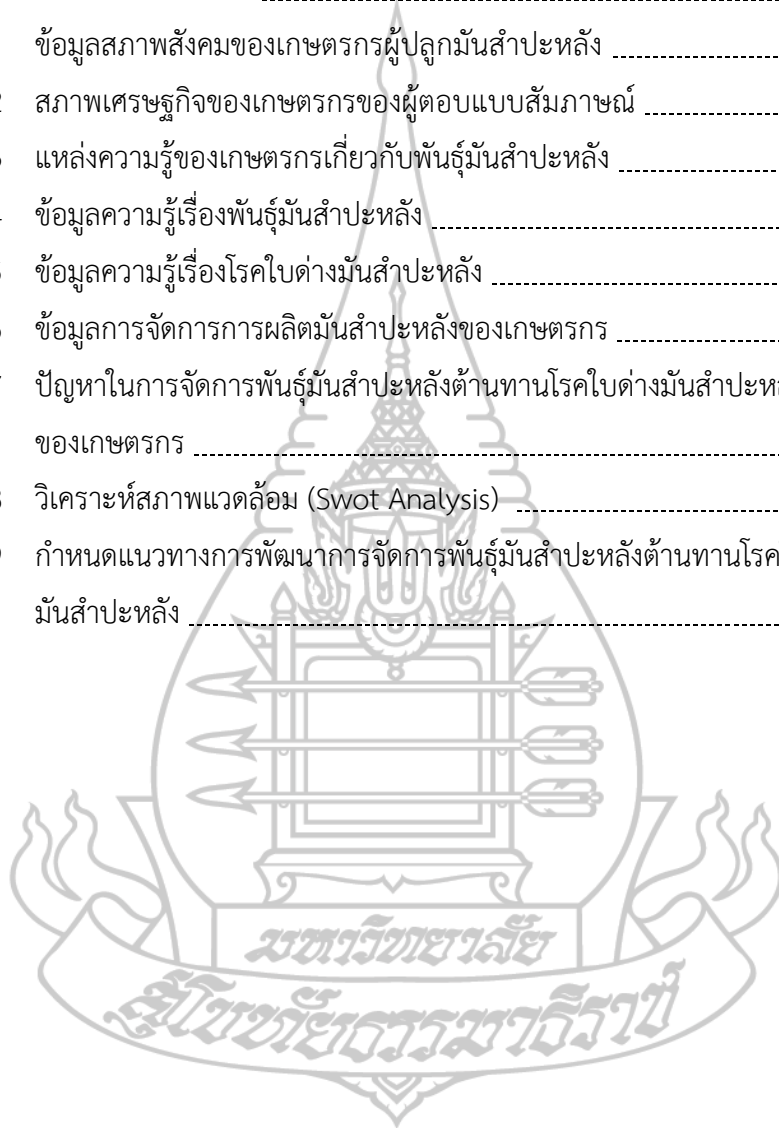 ข้อมูลสภาพสังคมของเกษตรกรผู้ปลูกมันสำปะหลัง
สภาพเศรษฐกิจของเกษตรกรของผู้ตอบแบบสัมภาษณ์
แหล่งความรู้ของเกษตรกรเกี่ยวกับพันธุ์มันสำปะหลัง
ข้อมูลความรู้เรื่องพันธุ์มันสำปะหลัง
ข้อมูลความรู้เรื่องโรคใบด่างมันสำปะหลัง
ข้อมูลการจัดการการผลิตมันสำปะหลังของเกษตรกร
ปัญหาในการจัดการพันธุ์มันสำปะหลังต้านทานโรคใบด่าง
ของเกษตรกร
วิเคราะห์สภาพแวดล้อม (Swot Analysis)
กำหนดแนวทางการพัฒนาการจัดการพันธุ์มันสำปะหลังต้านทานโรค
มันสำปะหลัง
มหาวิทยาลัย
สุโขทัยธรรมาธิราช